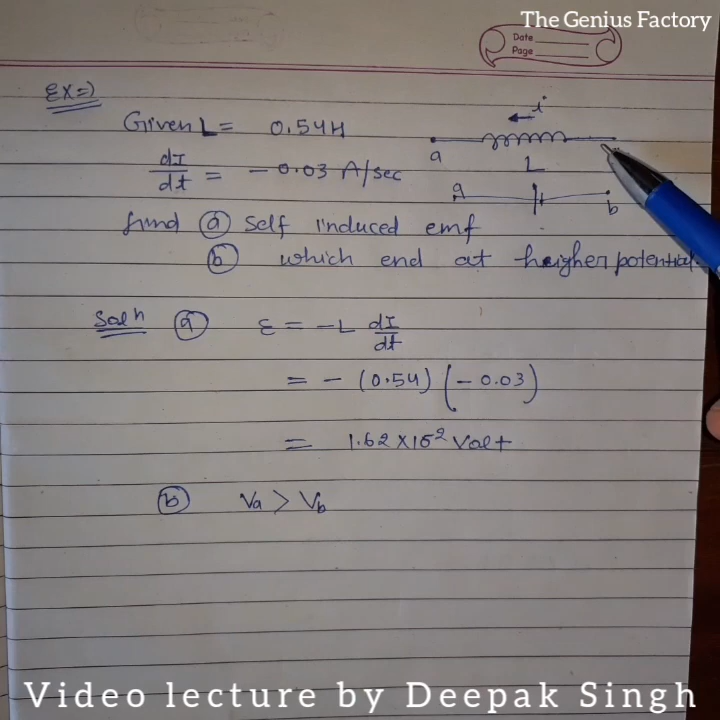 The Genius Factory
Date
Page
Ex⇒
Given L = 0.54H
i
a
L
dI/dt = - 0.03 A/sec
a
b
find ⓐ Self induced emf
ⓑ which end at heigher potential.
Solⁿ ⓐ ε = -L dI/dt
= - (0.54) (-0.03)
= 1.62 × 10⁻² Volt
ⓑ Va > Vb
Video lecture by Deepak Singh